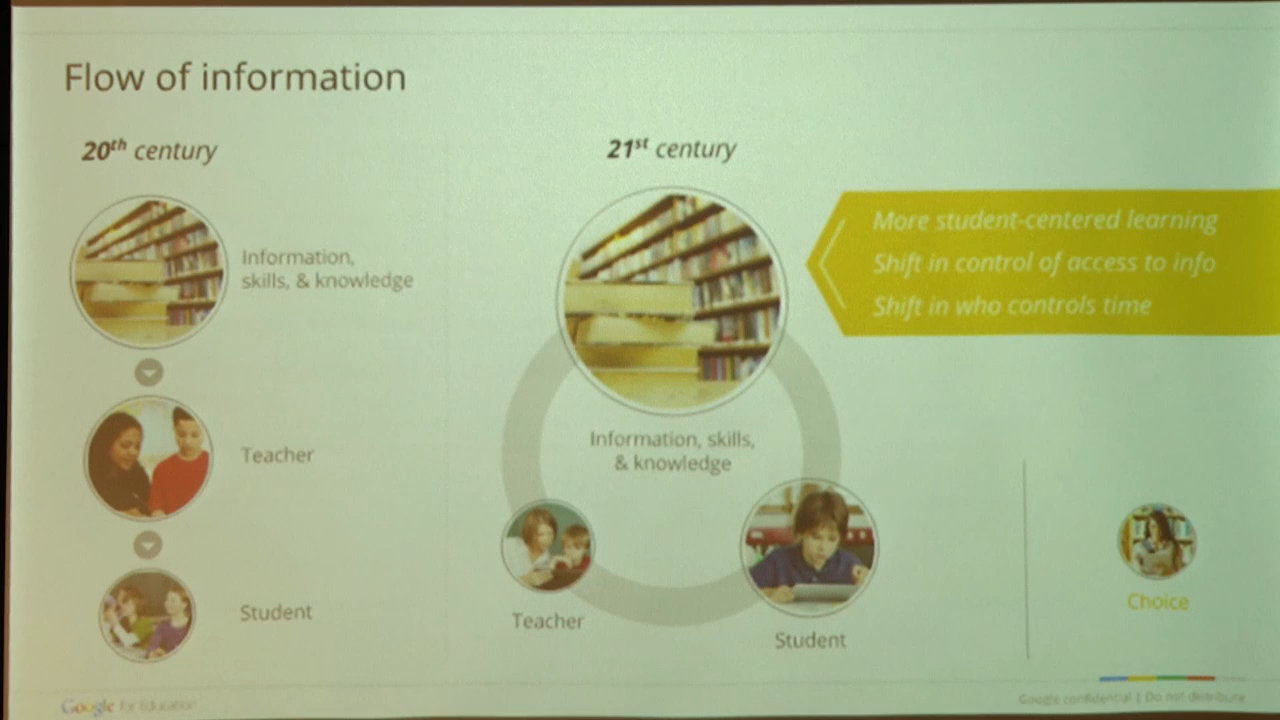 Flow of information
20th century
Information,
skills, & knowledge
Teacher
Student
21st century
Information, skills,
& knowledge
Teacher
Student
More student-centered learning
Shift in control of access to info
Shift in who controls time
Choice
Google for Education
Google confidential | Do not distribute